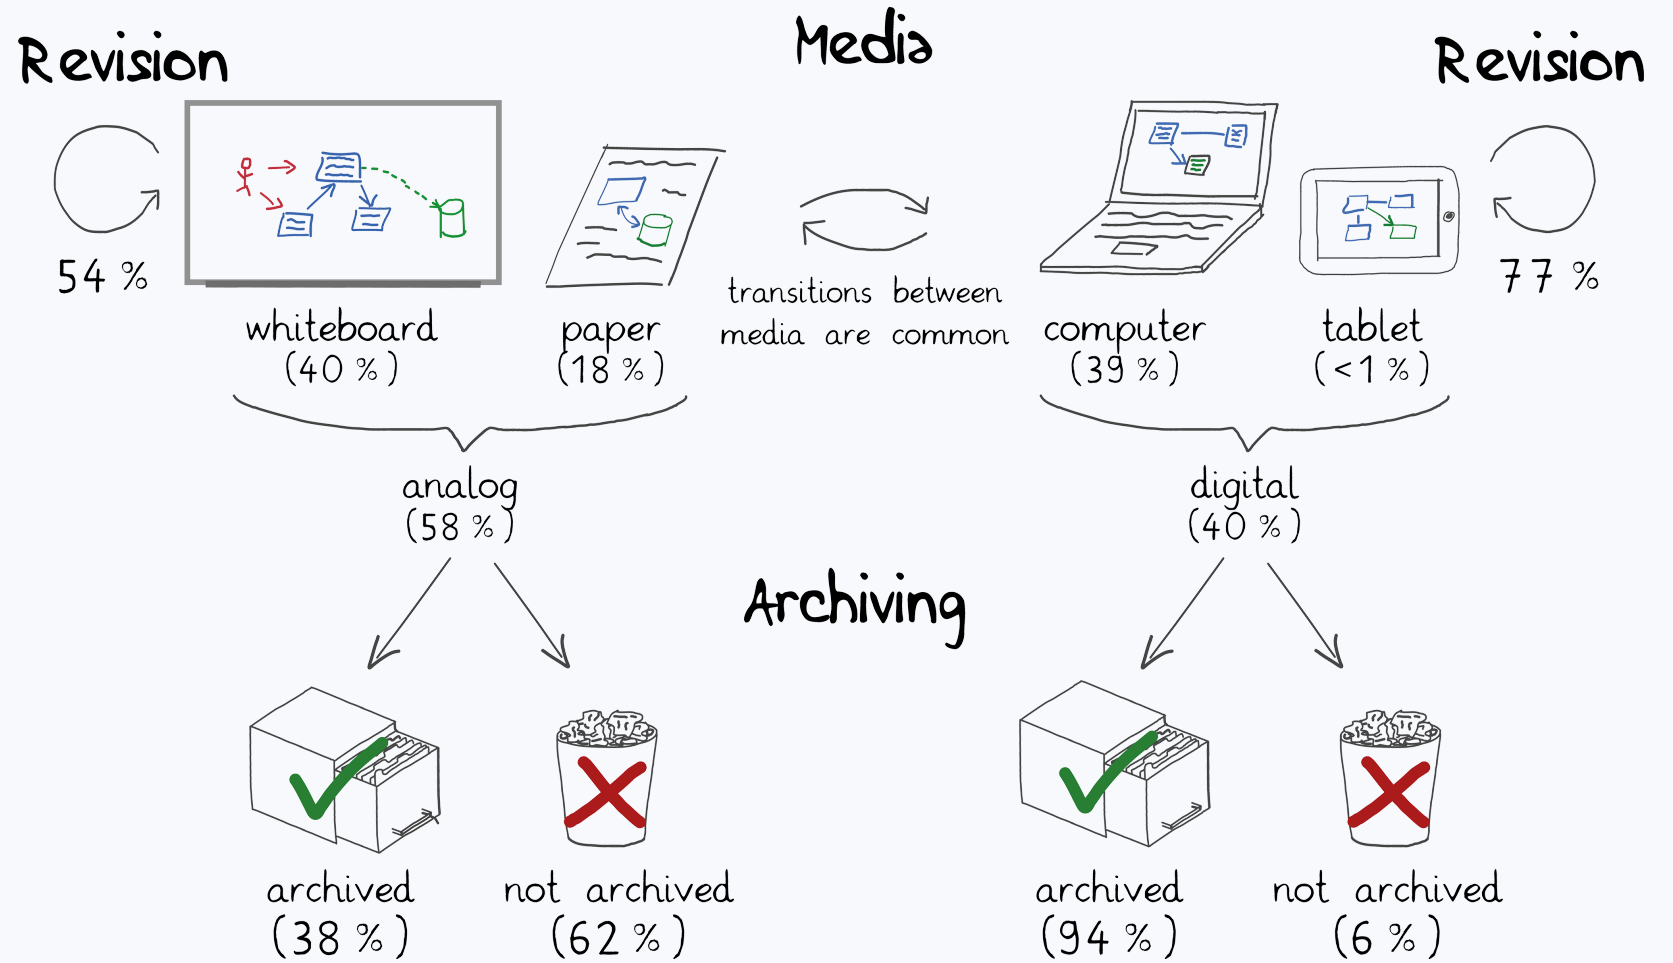 Revision
Media
Revision
54 %
77 %
transitions between
media are common
whiteboard
(40 %)
paper
(18 %)
computer
(39 %)
tablet
(<1 %)
analog
(58 %)
digital
(40 %)
Archiving
archived
(38 %)
not archived
(62 %)
archived
(94 %)
not archived
(6 %)